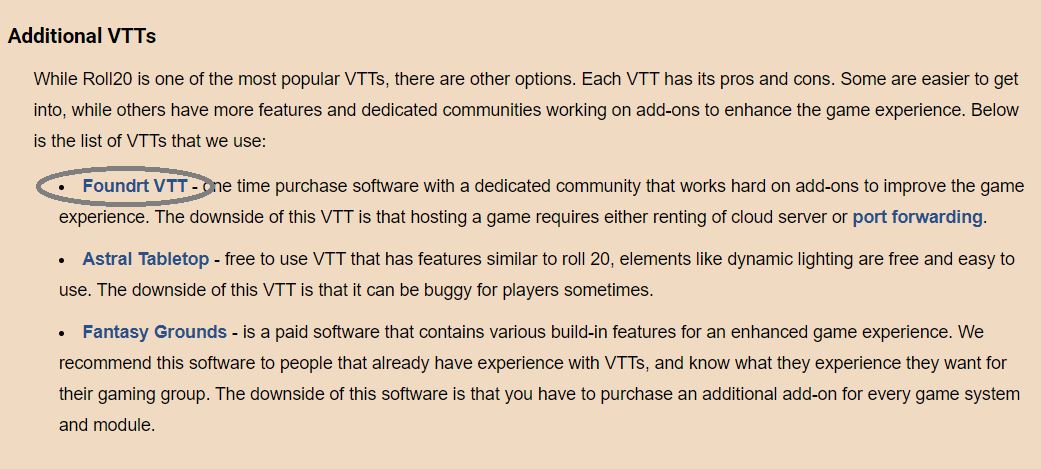 Additional VTTs
While Roll20 is one of the most popular VTTs, there are other options. Each VTT has its pros and cons. Some are easier to get
into, while others have more features and dedicated communities working on add-ons to enhance the game experience. Below
is the list of VTTs that we use:
• Foundrt VTT - one time purchase software with a dedicated community that works hard on add-ons to improve the game
experience. The downside of this VTT is that hosting a game requires either renting of cloud server or port forwarding.
• Astral Tabletop - free to use VTT that has features similar to roll 20, elements like dynamic lighting are free and easy to
use. The downside of this VTT is that it can be buggy for players sometimes.
• Fantasy Grounds - is a paid software that contains various build-in features for an enhanced game experience. We
recommend this software to people that already have experience with VTTs, and know what they experience they want for
their gaming group. The downside of this software is that you have to purchase an additional add-on for every game system
and module.